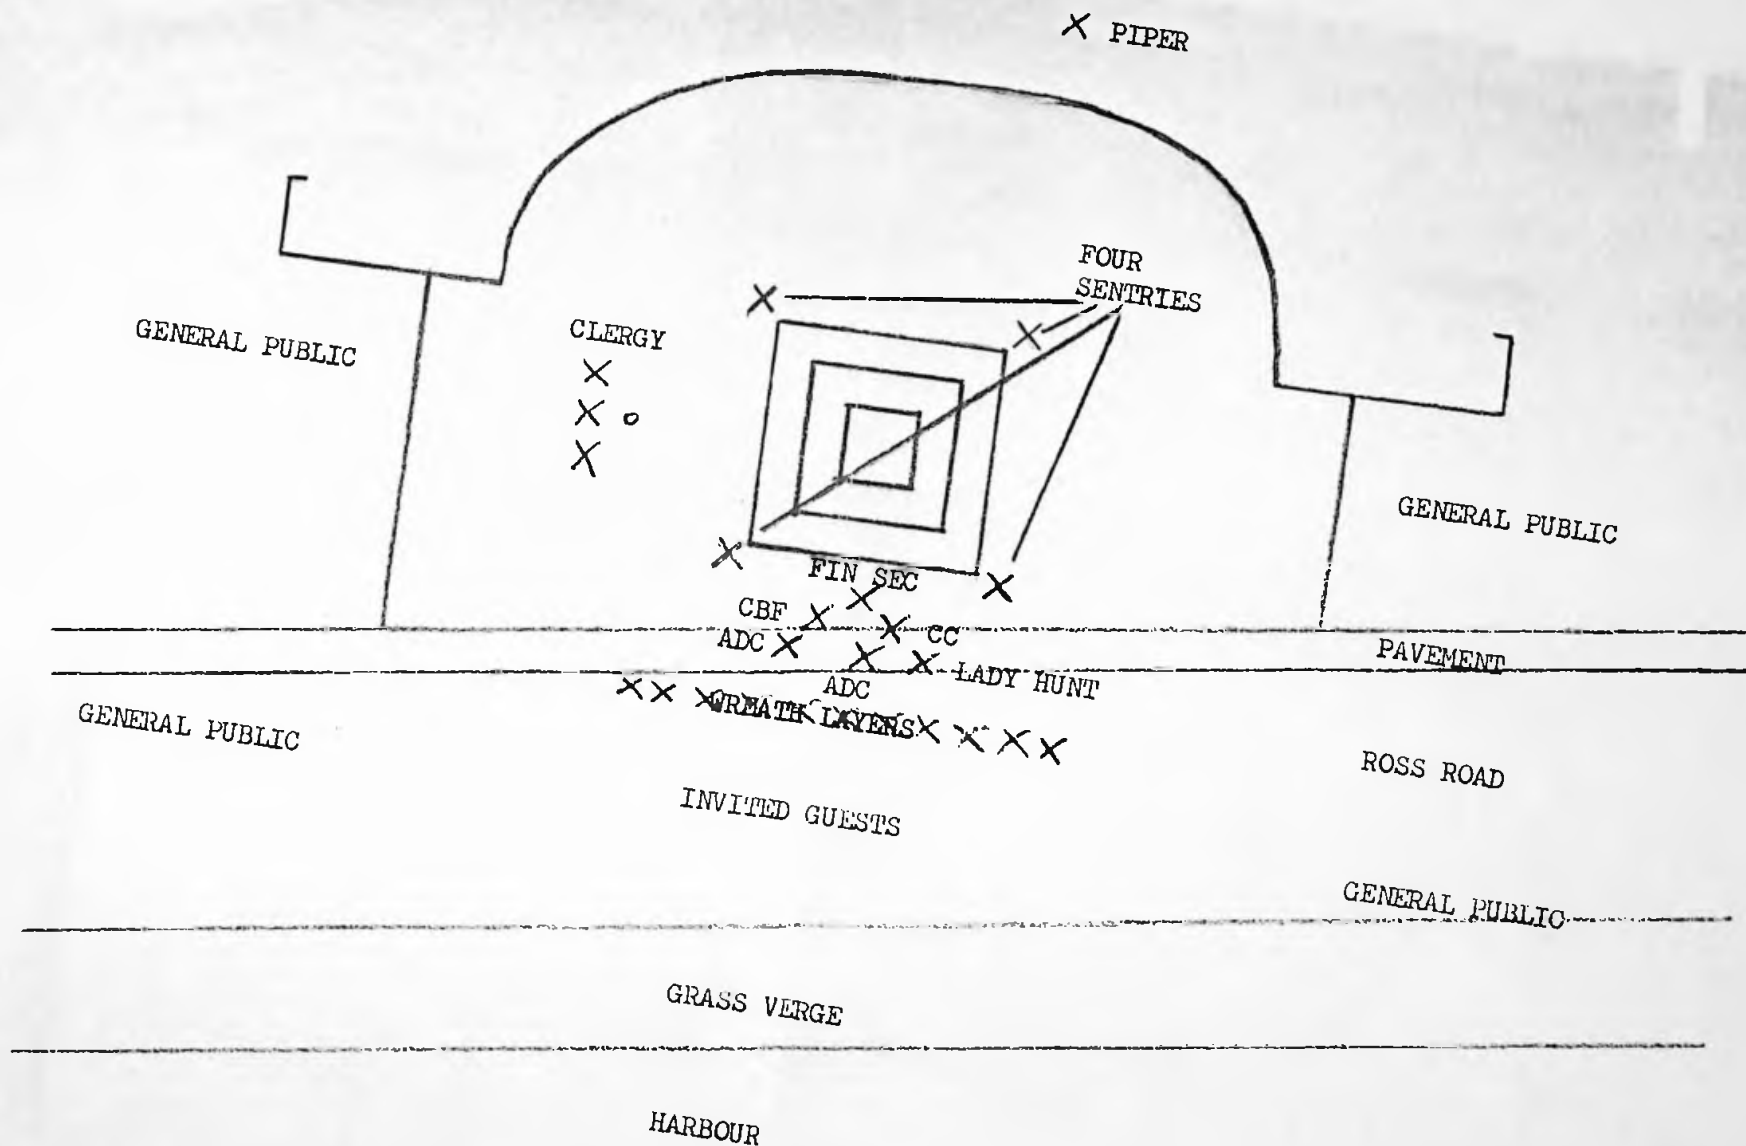 PIPER
FOUR
SENTRIES
GENERAL PUBLIC
CLERGY
GENERAL PUBLIC
FIN SEC
CBF
CC
ADC
PAVEMENT
LADY HUNT
ADC
WREATH LAYERS
GENERAL PUBLIC
ROSS ROAD
INVITED GUESTS
GENERAL PUBLIC
GRASS VERGE
HARBOUR